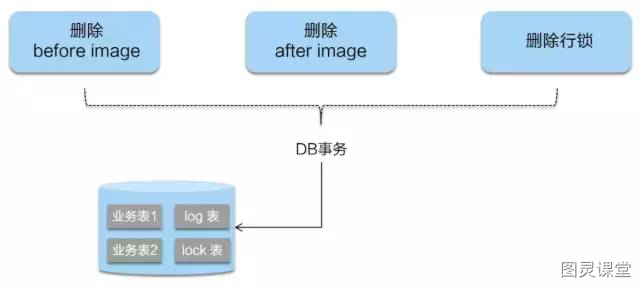 删除
before image
删除
after image
删除行锁
DB事务
业务表1
log 表
业务表2
lock 表
图灵课堂